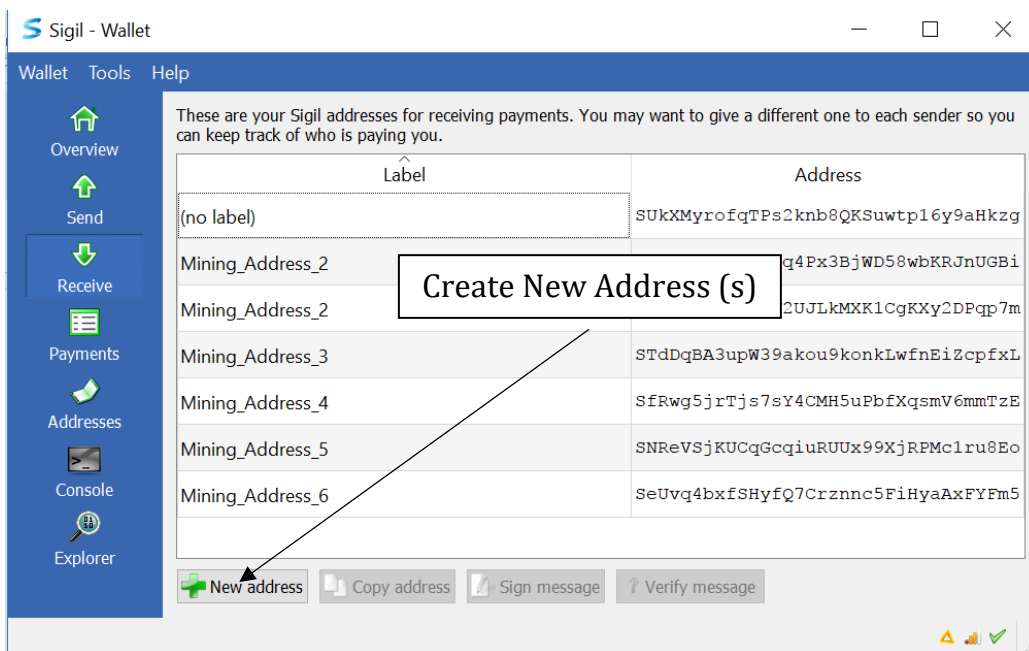 Sigil - Wallet
Wallet Tools Help
Overview
Send
Receive
Payments
Addresses
Console
Explorer
These are your Sigil addresses for receiving payments. You may want to give a different one to each sender so you
can keep track of who is paying you.
Label Address
(no label) SUkXMyrofqTPs2knb8QKSuwtp16y9aHkzg
Mining_Address_2 q4Px3BjWD58wbKRJnUGBi
Mining_Address_2 2UJLkMXK1CgKXy2DPqp7m
Mining_Address_3 STdDqBA3upW39akou9konkLwfnEiZcpfxL
Mining_Address_4 SfRwg5jrTjs7sY4CMH5uPbfXqsmV6mmTzE
Mining_Address_5 SNReVSjKUCqGcqiuRUUx99XjRPMc1ru8Eo
Mining_Address_6 SeUvq4bxfSHyfQ7Crznnc5FiHyaAxFYFm5
Create New Address (s)
New address Copy address Sign message Verify message